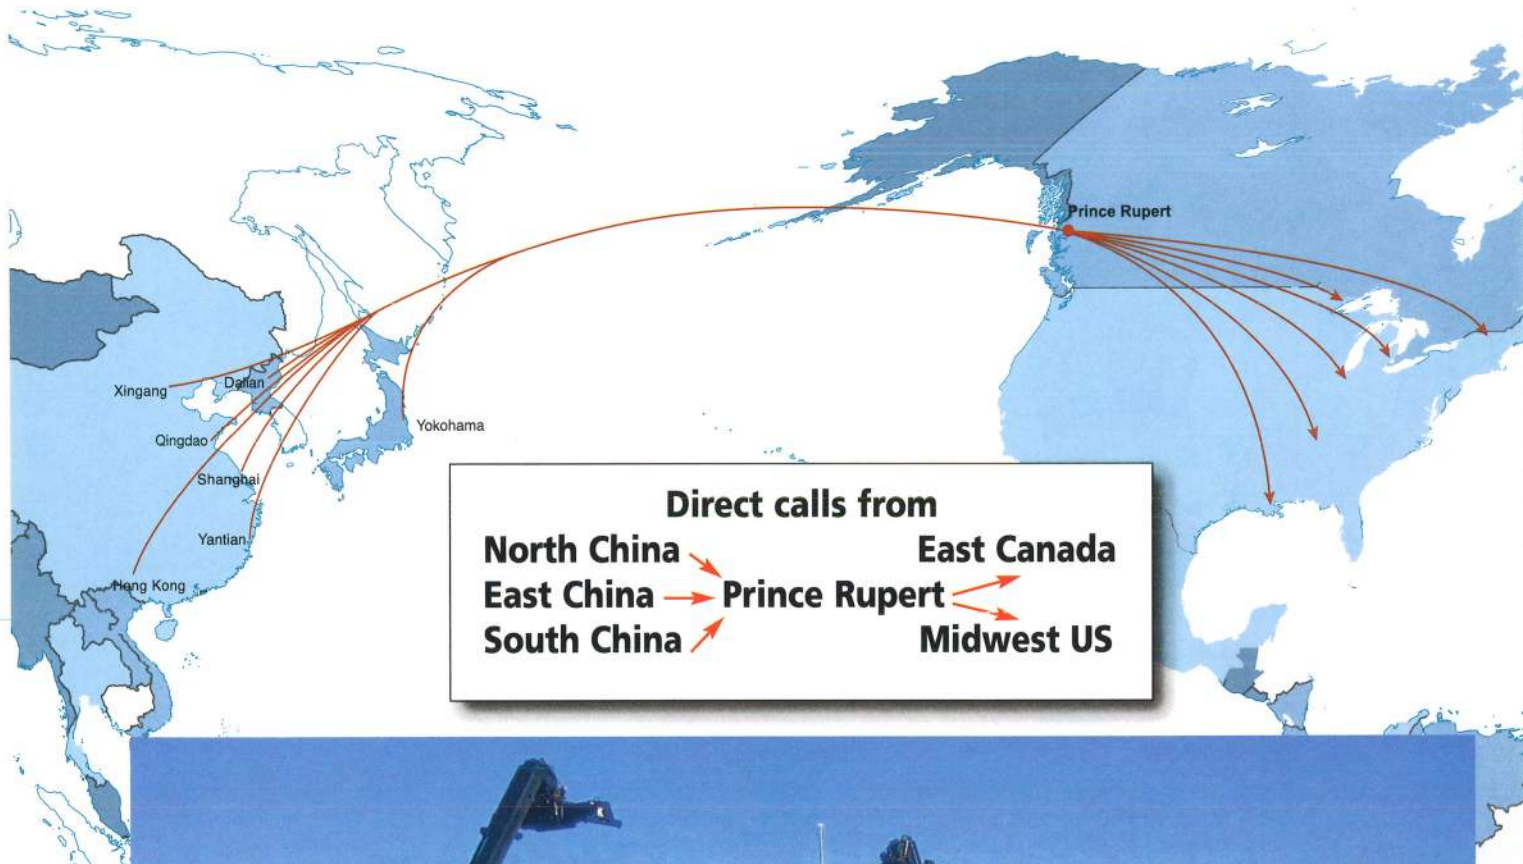 Prince Rupert
Xingang
Dalian
Qingdao
Yokohama
Shanghai
Yantian
Hong Kong
Direct calls from
North China
East Canada
East China
Prince Rupert
South China
Midwest US